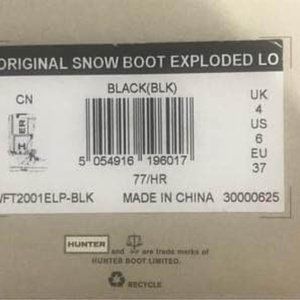 ORIGINAL SNOW BOOT EXPLODED LO
BLACK(BLK)
CN
UK
4
US
6
EU
37
5 054916 196017
77/HR
WFT2001ELP-BLK MADE IN CHINA 30000625
HUNTER and are trade marks of
HUNTER BOOT LIMITED.
RECYCLE